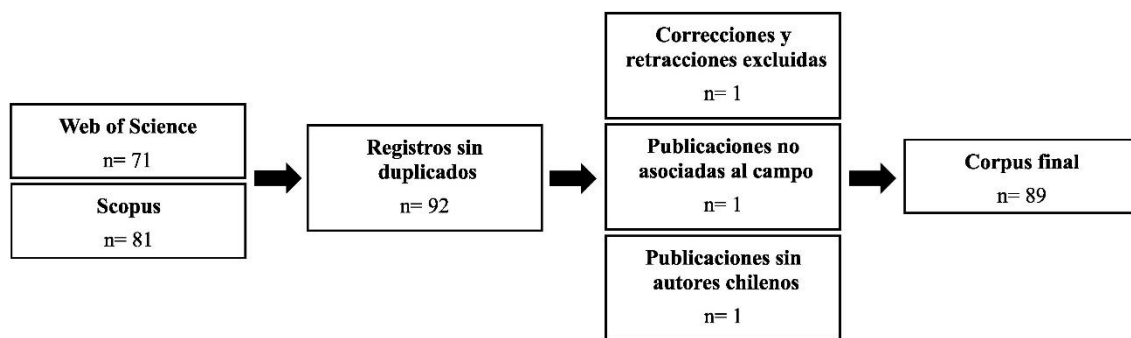 Web of Science
n= 71
Scopus
n= 81
Registros sin
duplicados
n= 92
Correcciones y
retracciones excluidas
n= 1
Publicaciones no
asociadas al campo
n= 1
Publicaciones sin
autores chilenos
n= 1
Corpus final
n= 89